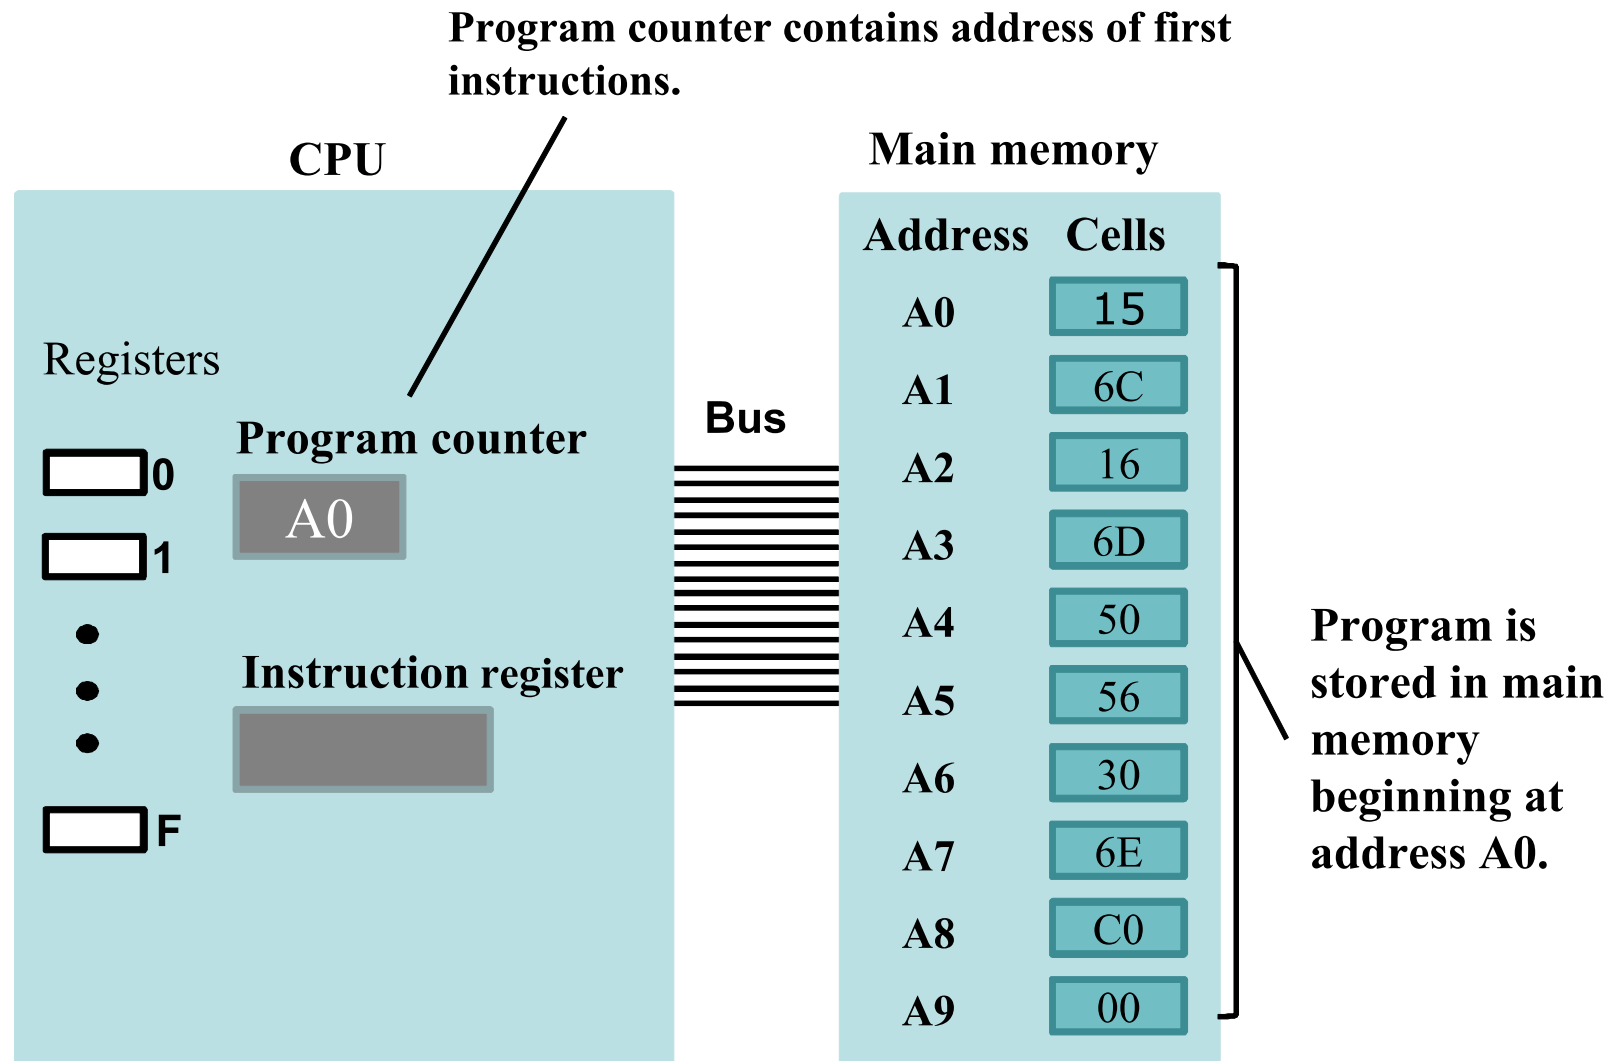 Program counter contains address of first
instructions.
CPU
Registers
Program counter
0
A0
1
Instruction register
F
Bus
Main memory
Address Cells
A0 15
A1 6C
A2 16
A3 6D
A4 50
A5 56
A6 30
A7 6E
A8 C0
A9 00
Program is
stored in main
memory
beginning at
address A0.